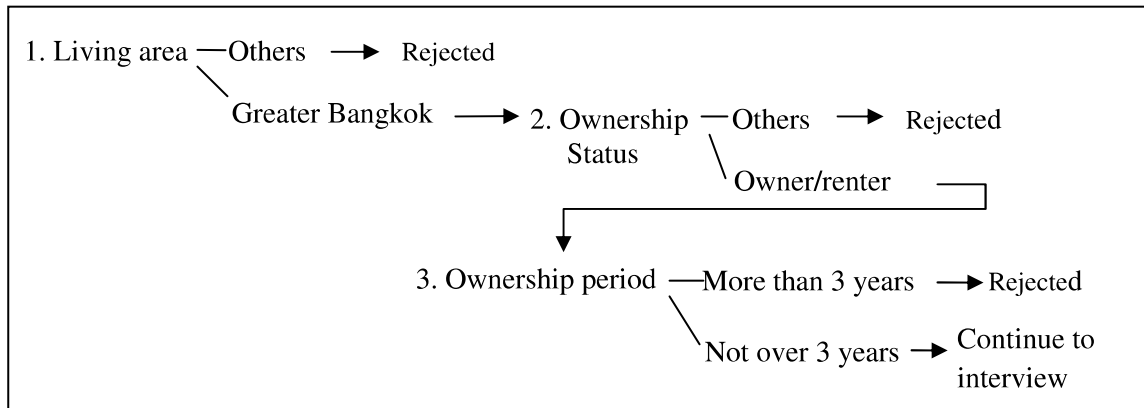 1. Living area Others Rejected
Greater Bangkok 2. Ownership Status Others Rejected
Owner/renter
3. Ownership period More than 3 years Rejected
Not over 3 years Continue to interview